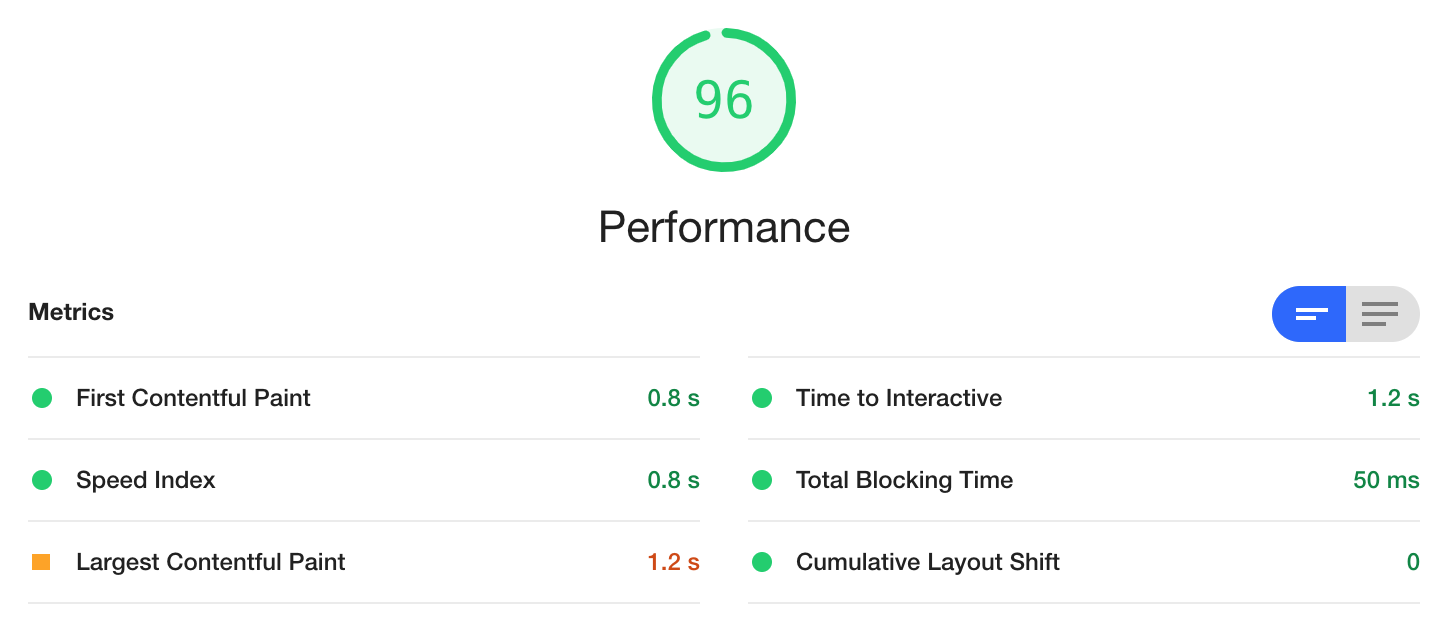 96
Performance
Metrics
First Contentful Paint 0.8 s
Time to Interactive 1.2 s
Speed Index 0.8 s
Total Blocking Time 50 ms
Largest Contentful Paint 1.2 s
Cumulative Layout Shift 0